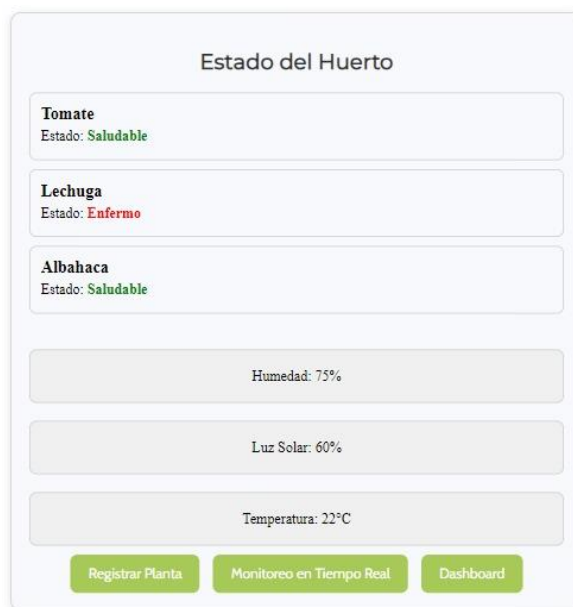 Estado del Huerto
Tomate
Estado: Saludable
Lechuga
Estado: Enfermo
Albahaca
Estado: Saludable
Humedad: 75%
Luz Solar: 60%
Temperatura: 22°C
Registrar Planta Monitoreo en Tiempo Real Dashboard